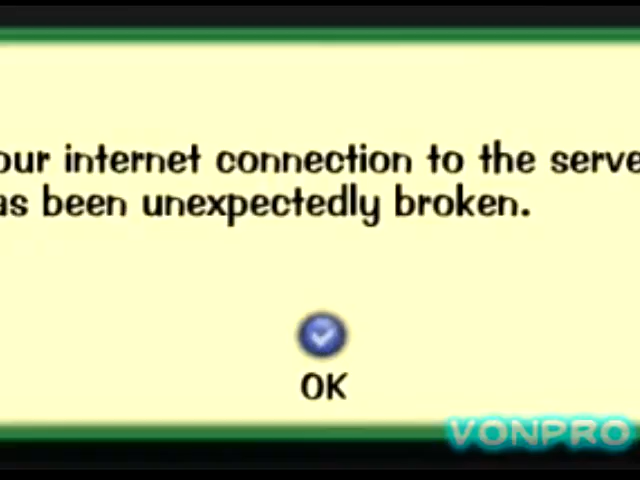 our internet connection to the serve
as been unexpectedly broken.
OK
VONPRO